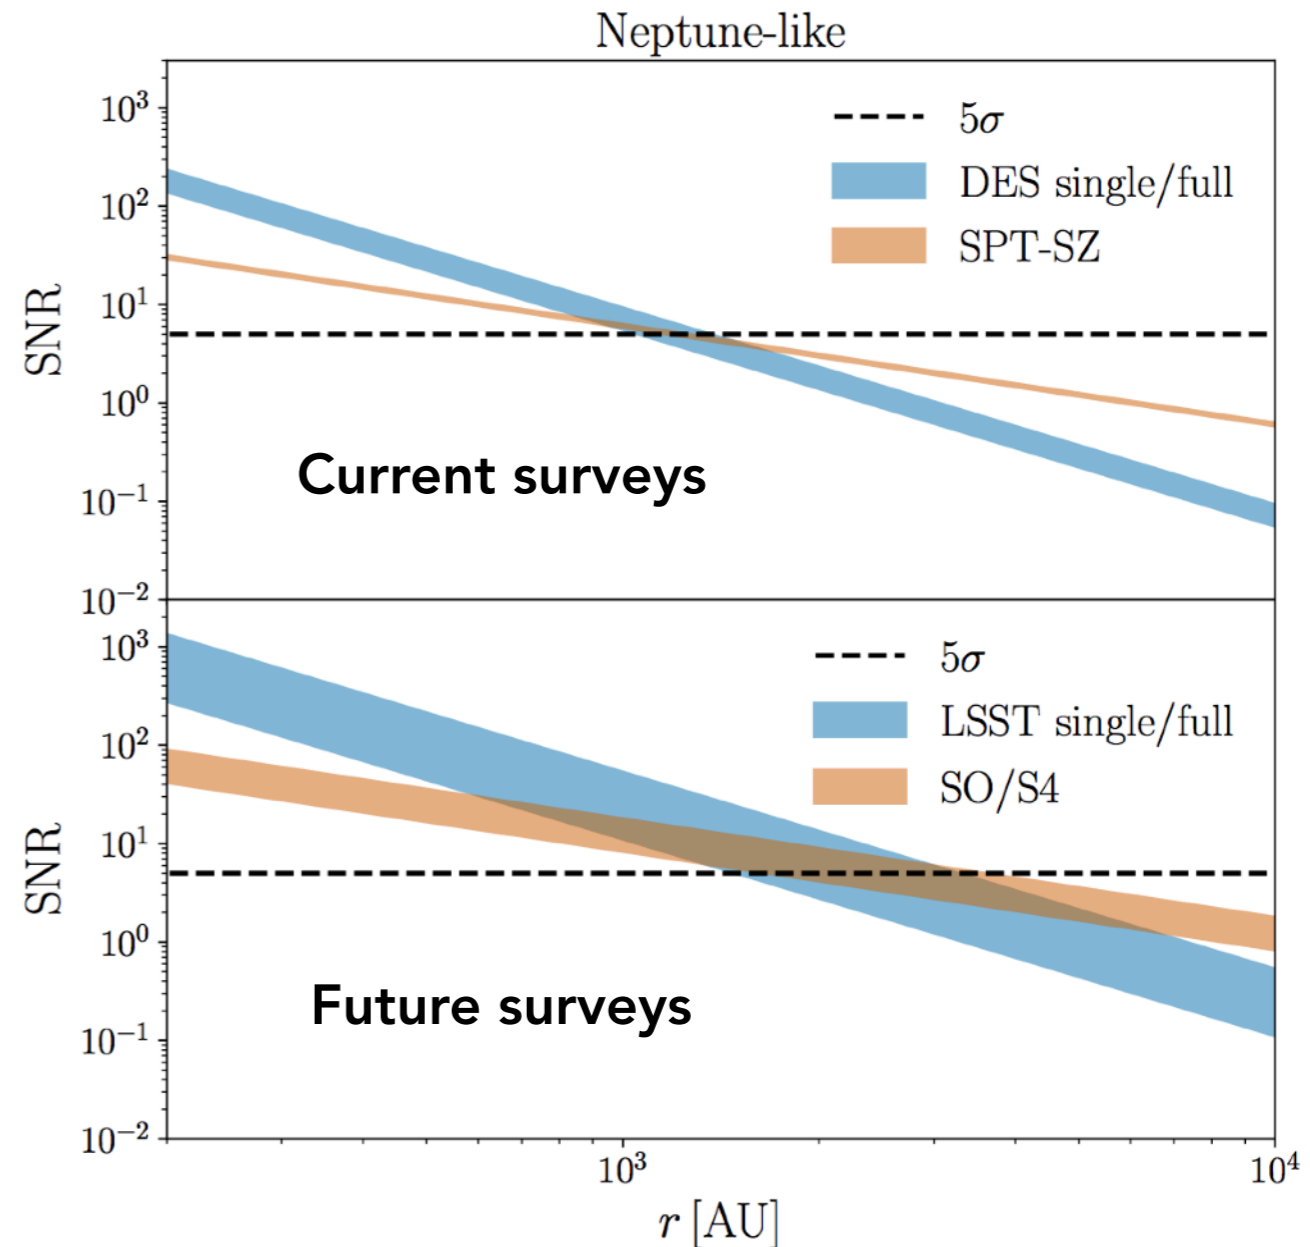 Neptune-like
10³
10²
10¹
10⁰
10⁻¹
10⁻²
SNR
5σ
DES single/full
SPT-SZ
Current surveys
10³
10²
10¹
10⁰
10⁻¹
10⁻²
SNR
5σ
LSST single/full
SO/S4
Future surveys
10³ 10⁴
r [AU]